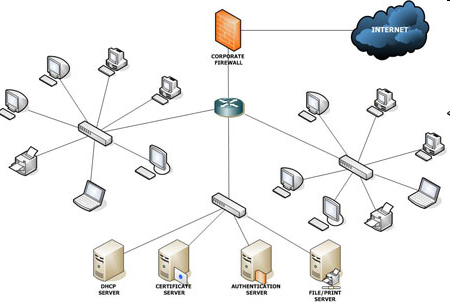 INTERNET
CORPORATE
FIREWALL
DHCP
SERVER
CERTIFICATE
SERVER
AUTHENTICATION
SERVER
FILE/PRINT
SERVER